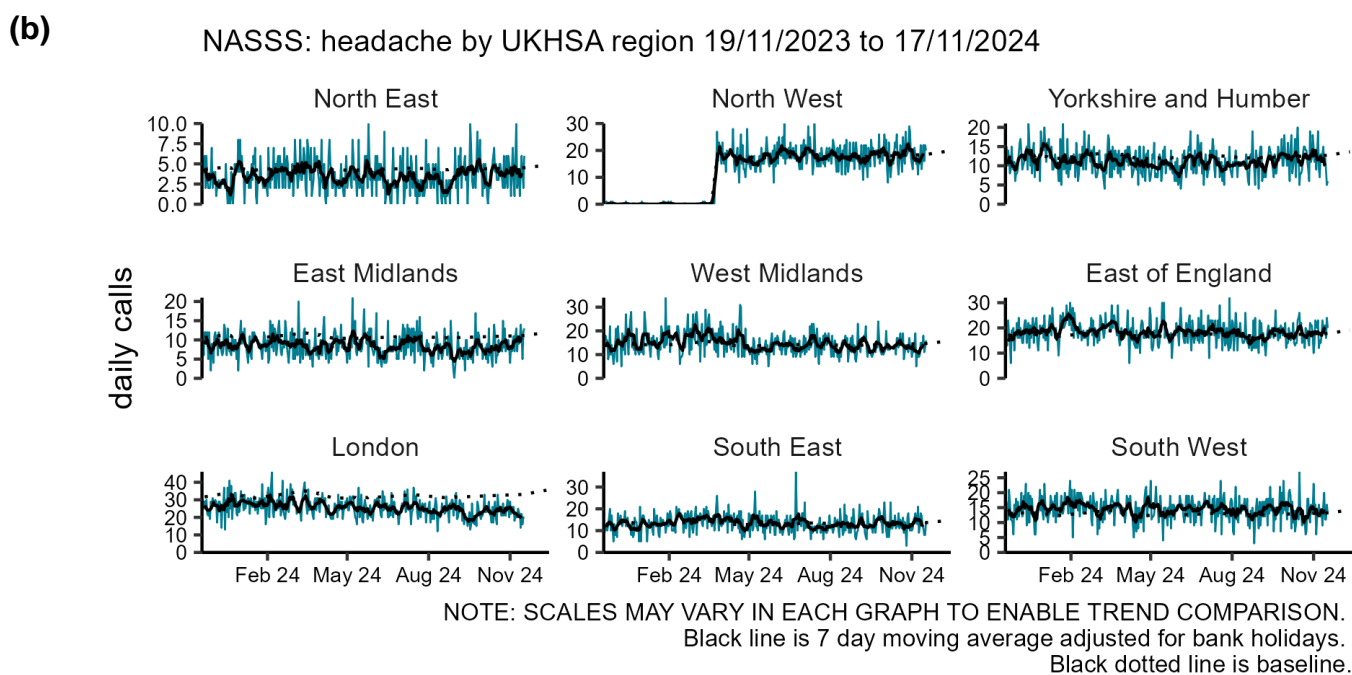 (b)
NASSS: headache by UKHSA region 19/11/2023 to 17/11/2024
North East
North West
Yorkshire and Humber
10.0
7.5
5.0
2.5
0.0
30
20
10
0
20
15
10
5
0
daily calls
East Midlands
West Midlands
East of England
20
15
10
5
0
30
20
10
0
30
20
10
0
London
South East
South West
40
30
20
10
0
30
20
10
0
25
20
15
10
5
0
Feb 24 May 24 Aug 24 Nov 24
Feb 24 May 24 Aug 24 Nov 24
Feb 24 May 24 Aug 24 Nov 24
NOTE: SCALES MAY VARY IN EACH GRAPH TO ENABLE TREND COMPARISON.
Black line is 7 day moving average adjusted for bank holidays.
Black dotted line is baseline.